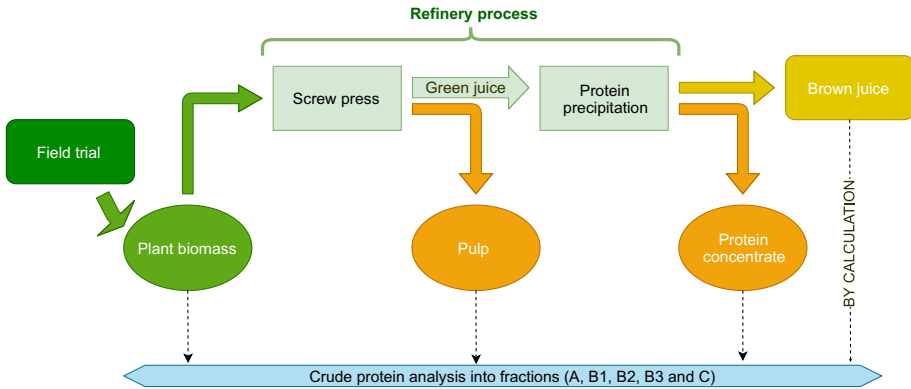 Refinery process
Screw press
Green juice
Protein
precipitation
Brown juice
Field trial
Plant biomass
Pulp
Protein
concentrate
BY CALCULATION
Crude protein analysis into fractions (A, B1, B2, B3 and C)